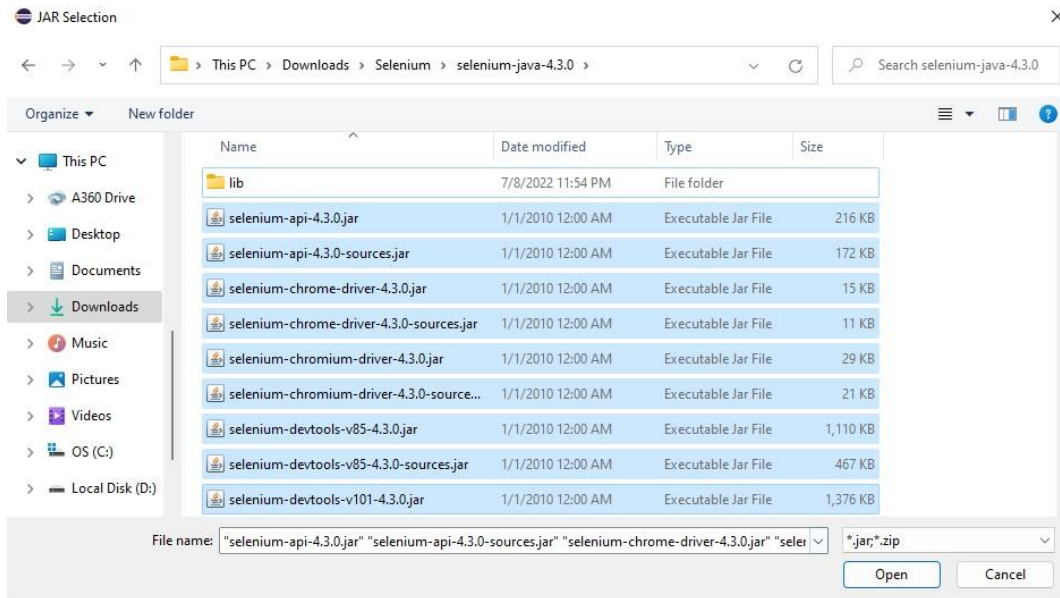 JAR Selection
This PC > Downloads > Selenium > selenium-java-4.3.0 >
Search selenium-java-4.3.0
Organize
New folder
Name Date modified Type Size
This PC
A360 Drive
Desktop
Documents
Downloads
Music
Pictures
Videos
OS (C:)
Local Disk (D:)
lib 7/8/2022 11:54 PM File folder
selenium-api-4.3.0.jar 1/1/2010 12:00 AM Executable Jar File 216 KB
selenium-api-4.3.0-sources.jar 1/1/2010 12:00 AM Executable Jar File 172 KB
selenium-chrome-driver-4.3.0.jar 1/1/2010 12:00 AM Executable Jar File 15 KB
selenium-chrome-driver-4.3.0-sources.jar 1/1/2010 12:00 AM Executable Jar File 11 KB
selenium-chromium-driver-4.3.0.jar 1/1/2010 12:00 AM Executable Jar File 29 KB
selenium-chromium-driver-4.3.0-source... 1/1/2010 12:00 AM Executable Jar File 21 KB
selenium-devtools-v85-4.3.0.jar 1/1/2010 12:00 AM Executable Jar File 1,110 KB
selenium-devtools-v85-4.3.0-sources.jar 1/1/2010 12:00 AM Executable Jar File 467 KB
selenium-devtools-v101-4.3.0.jar 1/1/2010 12:00 AM Executable Jar File 1,376 KB
File name: "selenium-api-4.3.0.jar" "selenium-api-4.3.0-sources.jar" "selenium-chrome-driver-4.3.0.jar" "seler
*.jar;*.zip
Open
Cancel